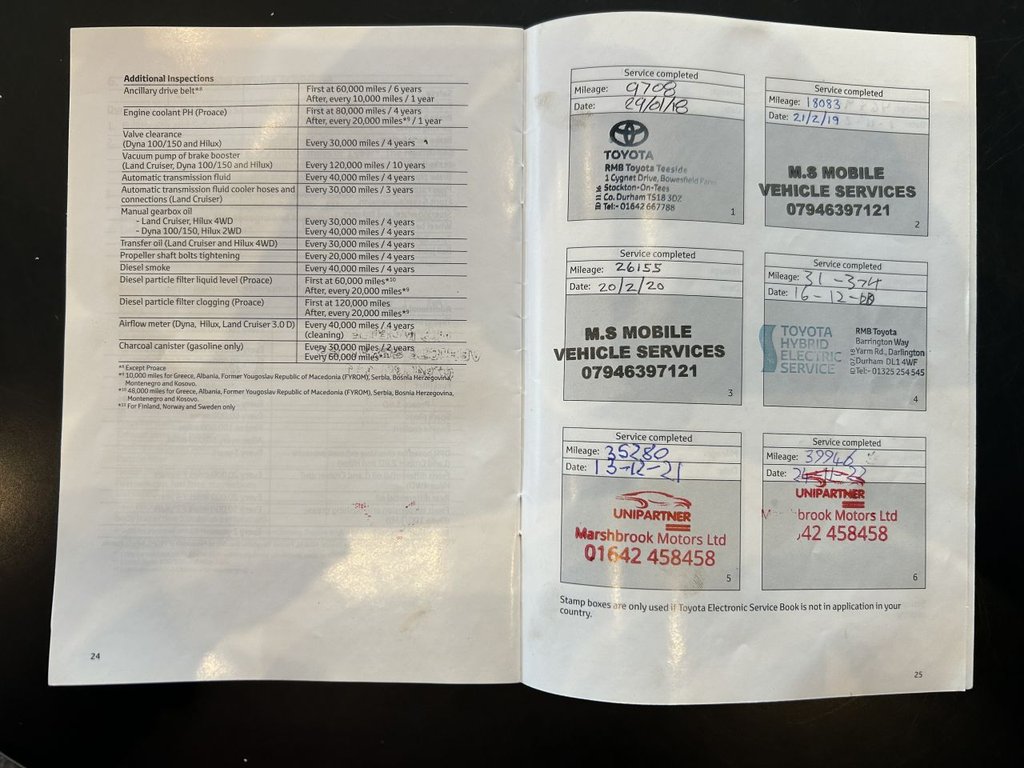 Additional Inspections
Ancillary drive belt*⁸ First at 60,000 miles / 6 years
After, every 10,000 miles / 1 year
Engine coolant PH (Proace) First at 80,000 miles / 4 years
After, every 20,000 miles*⁹ / 1 year
Valve clearance
(Dyna 100/150 and Hilux) Every 30,000 miles / 4 years
Vacuum pump of brake booster
(Land Cruiser, Dyna 100/150 and Hilux) Every 120,000 miles / 10 years
Automatic transmission fluid Every 40,000 miles / 4 years
Automatic transmission fluid cooler hoses and Every 30,000 miles / 3 years
connections (Land Cruiser)
Manual gearbox oil
- Land Cruiser, Hilux 4WD Every 30,000 miles / 4 years
- Dyna 100/150, Hilux 2WD Every 40,000 miles / 4 years
Transfer oil (Land Cruiser and Hilux 4WD) Every 30,000 miles / 4 years
Propeller shaft bolts tightening Every 20,000 miles / 4 years
Diesel smoke Every 40,000 miles / 4 years
Diesel particle filter liquid level (Proace) First at 60,000 miles*¹⁰
After, every 20,000 miles*⁹
Diesel particle filter clogging (Proace) First at 120,000 miles
After, every 20,000 miles*⁹
Airflow meter (Dyna, Hilux, Land Cruiser 3.0 D) Every 40,000 miles / 4 years
(cleaning)
Charcoal canister (gasoline only) Every 30,000 miles / 2 years
Every 60,000 miles*¹¹
*⁸ Except Proace
*⁹ 10,000 miles for Greece, Albania, Former Yougoslav Republic of Macedonia (FYROM), Serbia, Bosnia Herzegovina,
Montenegro and Kosovo.
*¹⁰ 48,000 miles for Greece, Albania, Former Yougoslav Republic of Macedonia (FYROM), Serbia, Bosnia Herzegovina,
Montenegro and Kosovo.
*¹¹ For Finland, Norway and Sweden only
24
Service completed
Mileage: 9708
Date: 29/01/18
TOYOTA
RMB Toyota Teeside
1 Cygnet Drive, Bowesfield Farm
Stockton-On-Tees
Co. Durham TS18 3DZ
Tel:- 01642 667788
1
Service completed
Mileage: 18083
Date: 21/2/19
M.S MOBILE
VEHICLE SERVICES
07946397121
2
Service completed
Mileage: 26155
Date: 20/2/20
M.S MOBILE
VEHICLE SERVICES
07946397121
3
Service completed
Mileage: 31-374
Date: 16-12-
TOYOTA
HYBRID
ELECTRIC
SERVICE
RMB Toyota
Barrington Way
Yarm Rd., Darlington
Durham DL1 4WF
Tel:- 01325 254 545
4
Service completed
Mileage: 35280
Date: 13-12-21
UNIPARTNER
Marshbrook Motors Ltd
01642 458458
5
Service completed
Mileage: 39946
Date:
UNIPARTNER
brook Motors Ltd
42 458458
6
Stamp boxes are only used if Toyota Electronic Service Book is not in application in your
country.
25